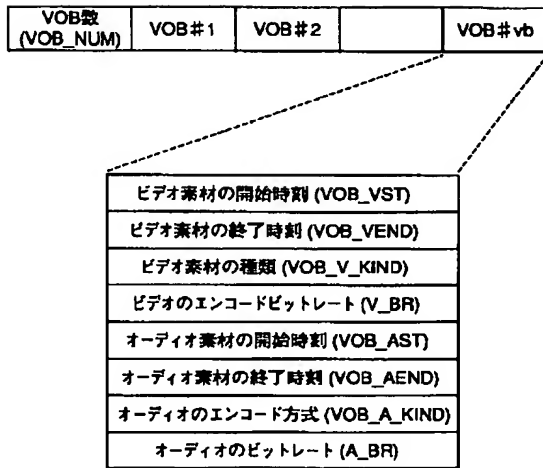 VOB数
(VOB_NUM)
VOB#1
VOB#2
VOB#vb
ビデオ素材の開始時刻 (VOB_VST)
ビデオ素材の終了時刻 (VOB_VEND)
ビデオ素材の種類 (VOB_V_KIND)
ビデオのエンコードビットレート (V_BR)
オーディオ素材の開始時刻 (VOB_AST)
オーディオ素材の終了時刻 (VOB_AEND)
オーディオのエンコード方式 (VOB_A_KIND)
オーディオのビットレート (A_BR)